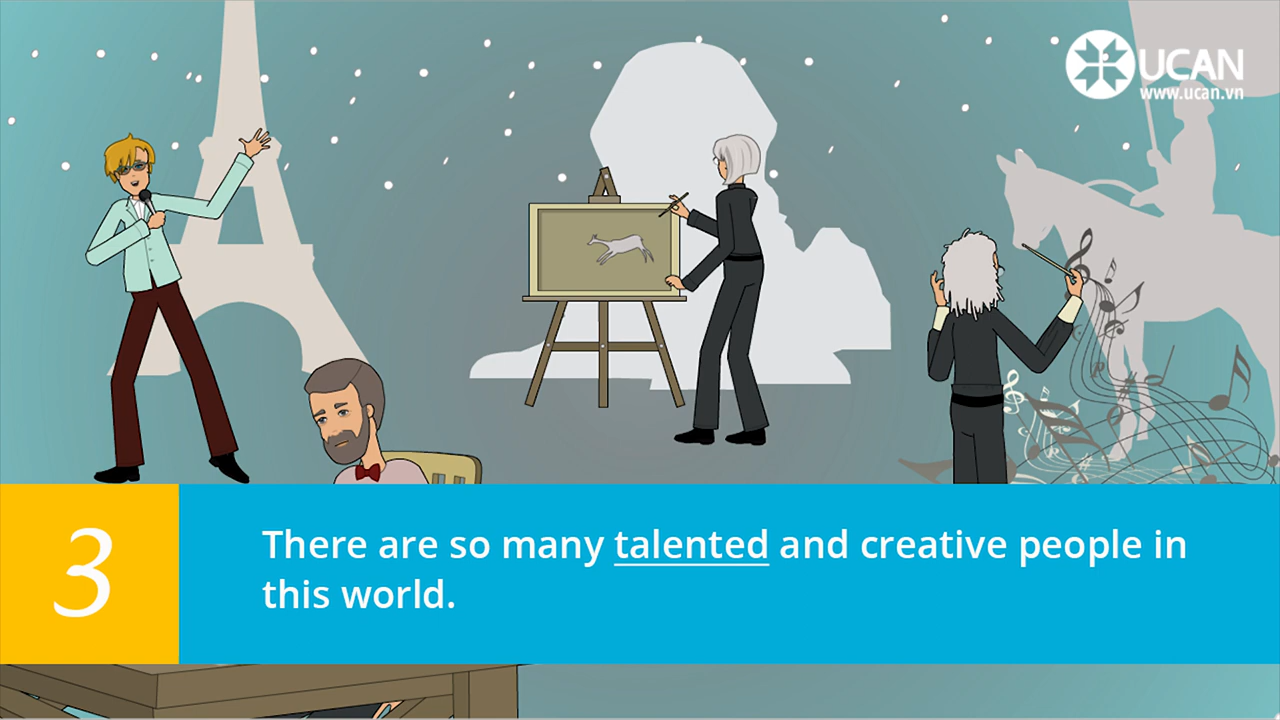 UCAN
www.ucan.vn
3
There are so many talented and creative people in
this world.